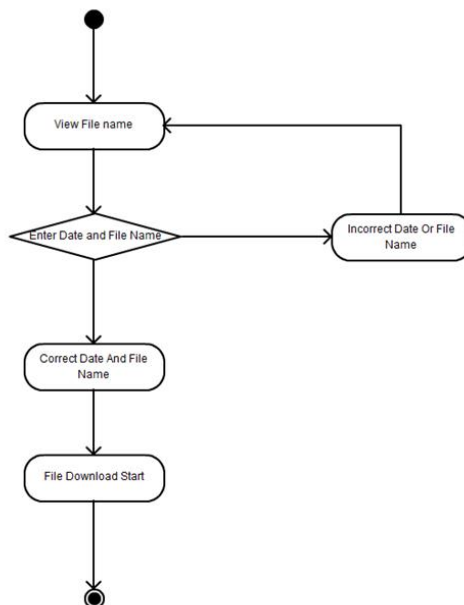 View File name
Enter Date and File Name
Incorrect Date Or File
Name
Correct Date And File
Name
File Download Start